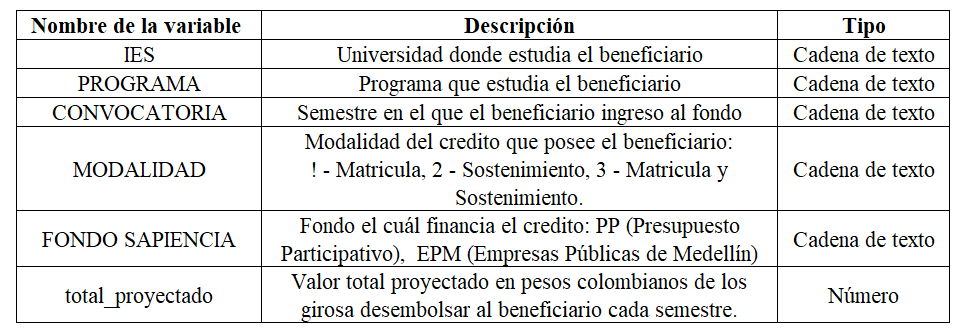 Nombre de la variable Descripción Tipo
IES Universidad donde estudia el beneficiario Cadena de texto
PROGRAMA Programa que estudia el beneficiario Cadena de texto
CONVOCATORIA Semestre en el que el beneficiario ingreso al fondo Cadena de texto
MODALIDAD Modalidad del credito que posee el beneficiario: Cadena de texto
! - Matricula, 2 - Sostenimiento, 3 - Matricula y
Sostenimiento.
FONDO SAPIENCIA Fondo el cuál financia el credito: PP (Presupuesto Cadena de texto
Participativo), EPM (Empresas Públicas de Medellín)
total_proyectado Valor total proyectado en pesos colombianos de los Número
girosa desembolsar al beneficiario cada semestre.